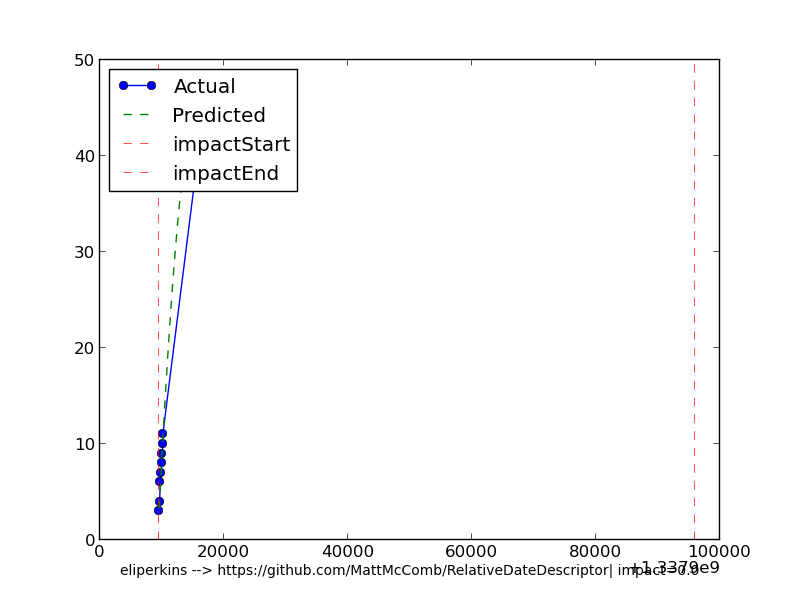 50
40
30
20
10
0
Actual
Predicted
impactStart
impactEnd
0 20000 40000 60000 80000 100000
+1.3379e9
eliperkins --> https://github.com/MattMcComb/RelativeDateDescriptor| impact=0.0